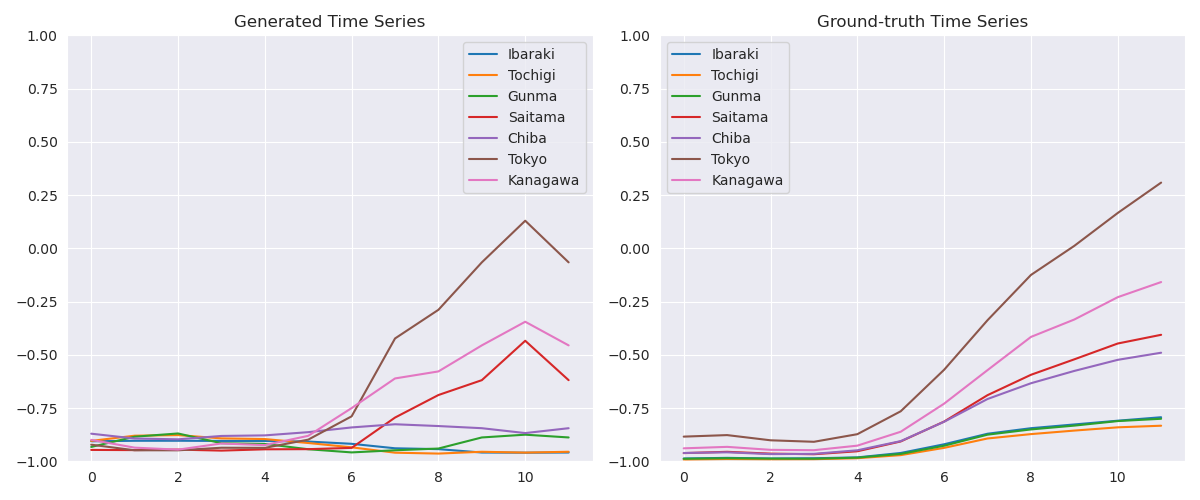 Generated Time Series
Ground-truth Time Series
1.00
0.75
0.50
0.25
0.00
−0.25
−0.50
−0.75
−1.00
0 2 4 6 8 10
Ibaraki
Tochigi
Gunma
Saitama
Chiba
Tokyo
Kanagawa
1.00
0.75
0.50
0.25
0.00
−0.25
−0.50
−0.75
−1.00
0 2 4 6 8 10
Ibaraki
Tochigi
Gunma
Saitama
Chiba
Tokyo
Kanagawa